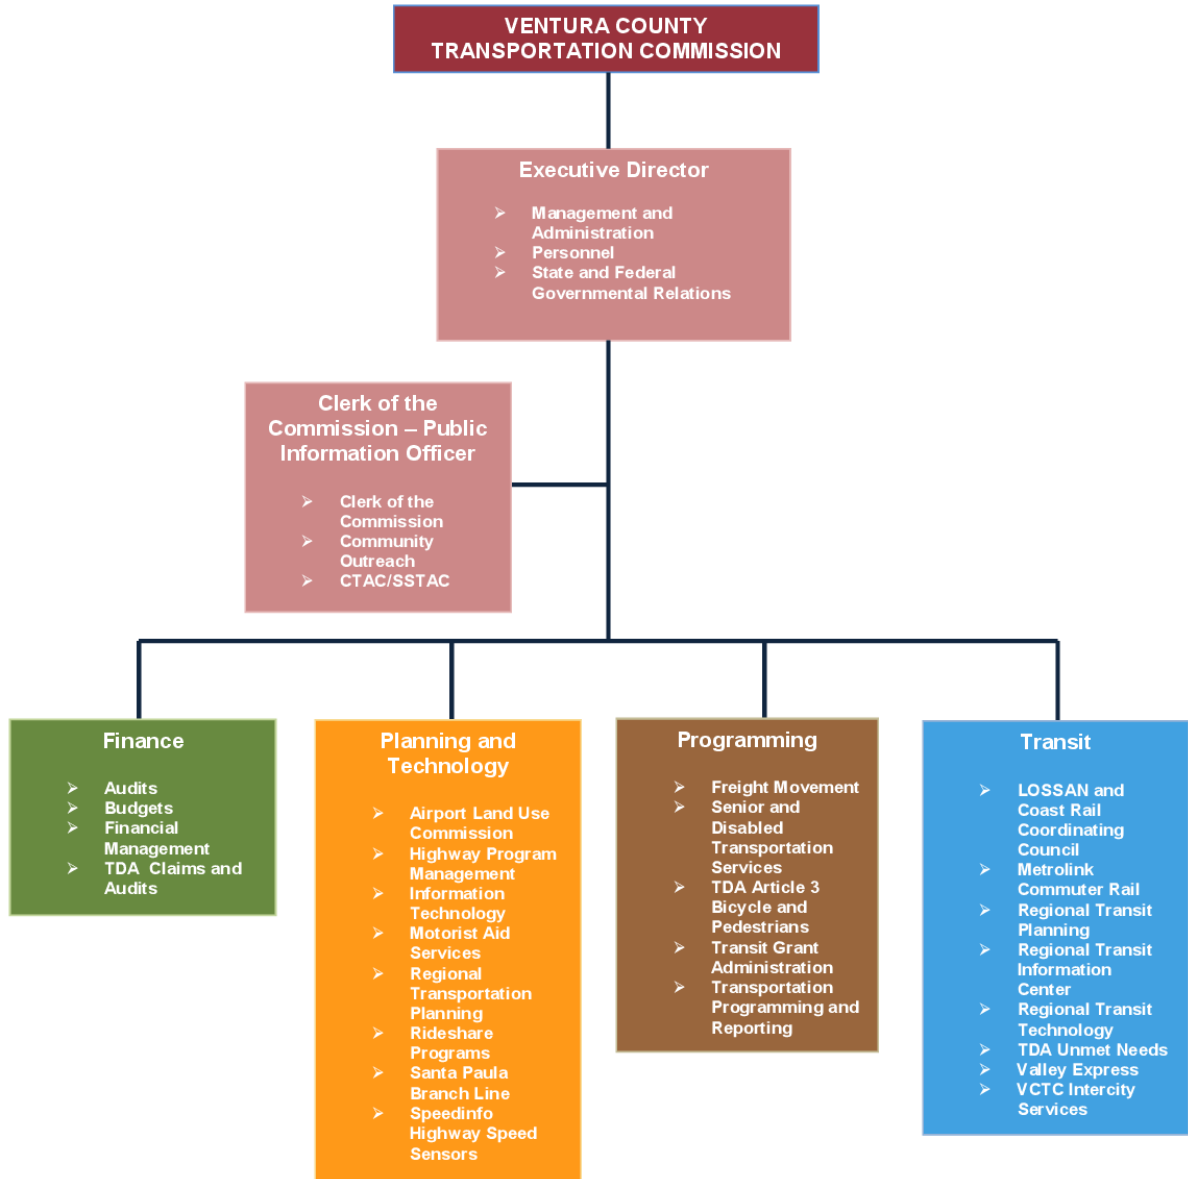 VENTURA COUNTY
TRANSPORTATION COMMISSION
Executive Director
➢ Management and
Administration
➢ Personnel
➢ State and Federal
Governmental Relations
Clerk of the
Commission – Public
Information Officer
➢ Clerk of the
Commission
➢ Community
Outreach
➢ CTAC/SSTAC
Finance
➢ Audits
➢ Budgets
➢ Financial
Management
➢ TDA Claims and
Audits
Planning and
Technology
➢ Airport Land Use
Commission
➢ Highway Program
Management
➢ Information
Technology
➢ Motorist Aid
Services
➢ Regional
Transportation
Planning
➢ Rideshare
Programs
➢ Santa Paula
Branch Line
➢ Speedinfo
Highway Speed
Sensors
Programming
➢ Freight Movement
➢ Senior and
Disabled
Transportation
Services
➢ TDA Article 3
Bicycle and
Pedestrians
➢ Transit Grant
Administration
➢ Transportation
Programming and
Reporting
Transit
➢ LOSSAN and
Coast Rail
Coordinating
Council
➢ Metrolink
Commuter Rail
➢ Regional Transit
Planning
➢ Regional Transit
Information
Center
➢ Regional Transit
Technology
➢ TDA Unmet Needs
➢ Valley Express
➢ VCTC Intercity
Services